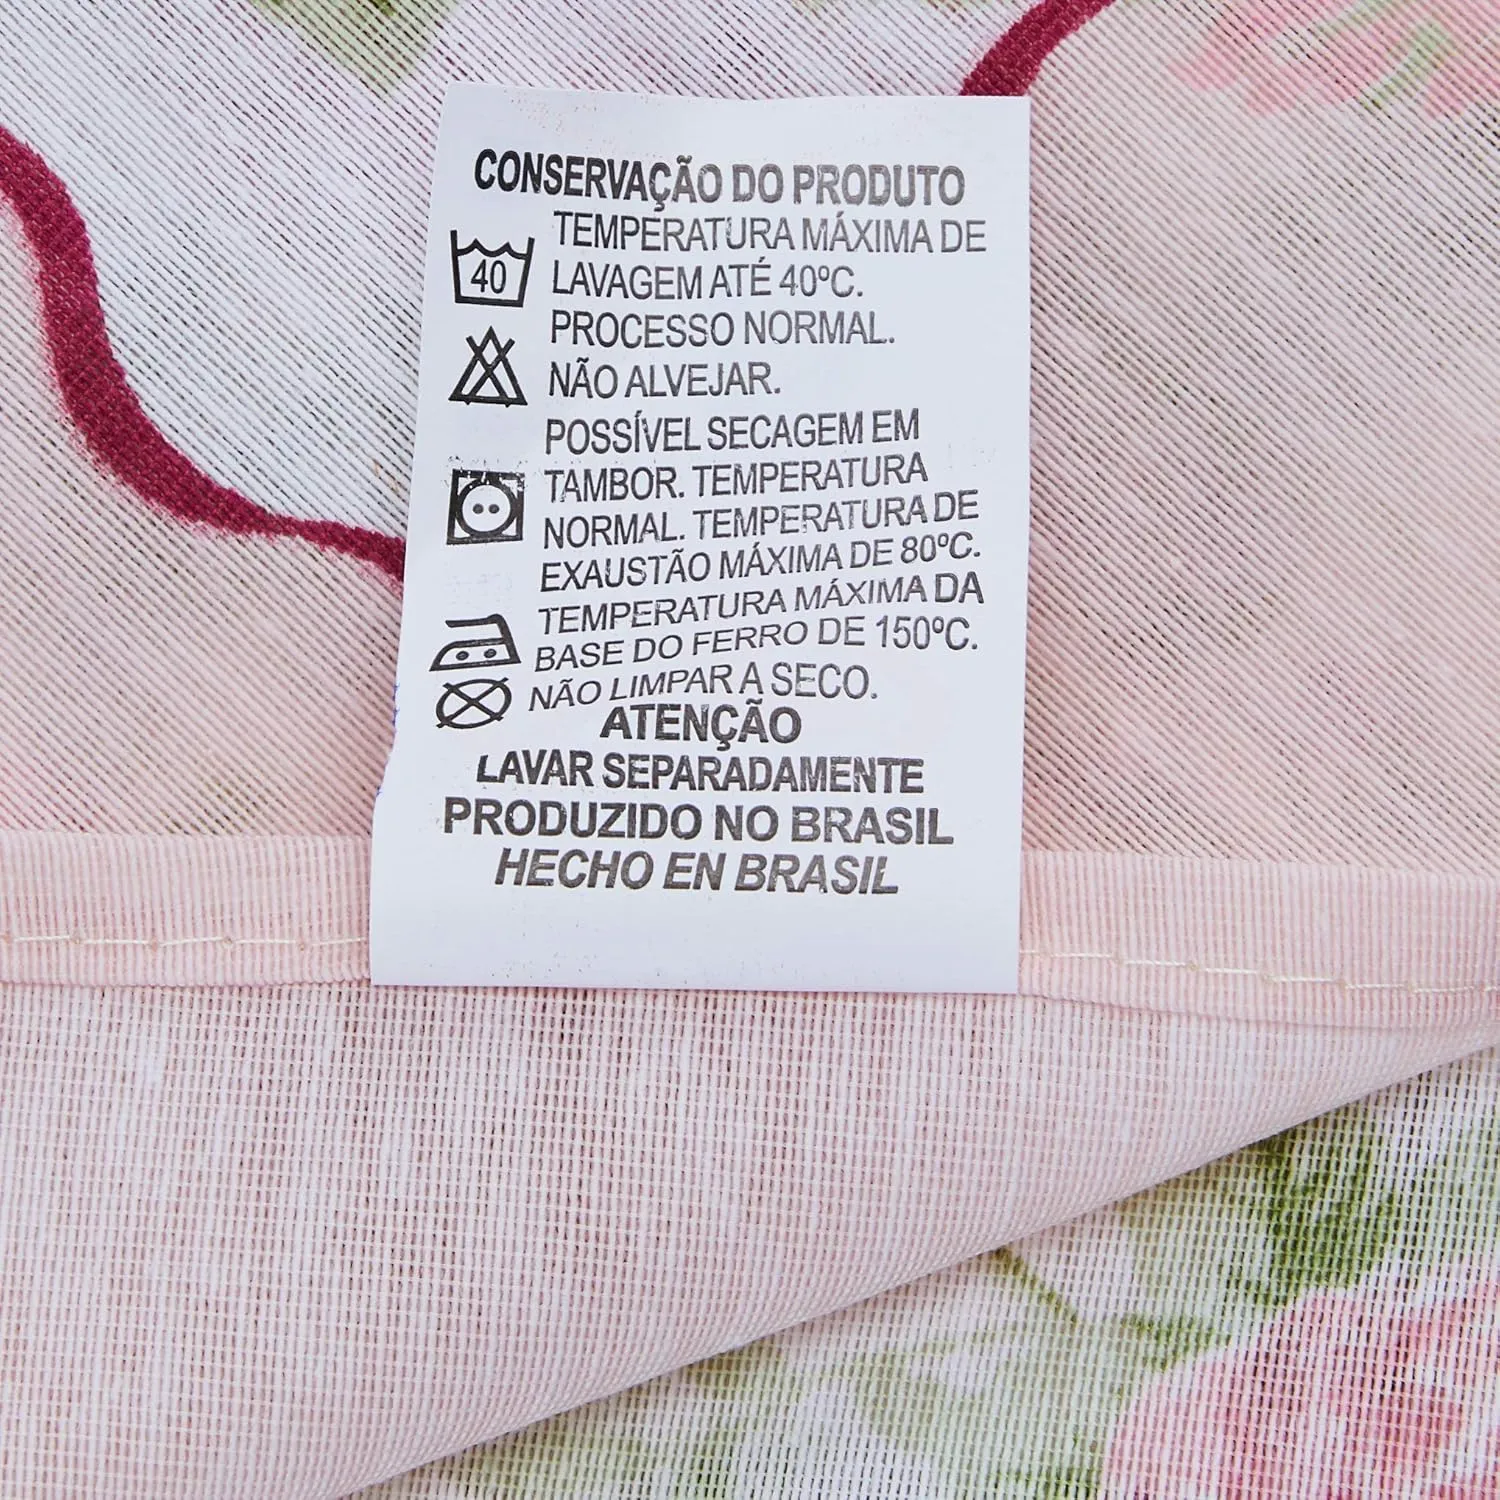 CONSERVAÇÃO DO PRODUTO
TEMPERATURA MÁXIMA DE
40 LAVAGEM ATÉ 40ºC.
PROCESSO NORMAL.
NÃO ALVEJAR.
POSSÍVEL SECAGEM EM
TAMBOR. TEMPERATURA
NORMAL. TEMPERATURA DE
EXAUSTÃO MÁXIMA DE 80ºC.
TEMPERATURA MÁXIMA DA
BASE DO FERRO DE 150ºC.
NÃO LIMPAR A SECO.
ATENÇÃO
LAVAR SEPARADAMENTE
PRODUZIDO NO BRASIL
HECHO EN BRASIL